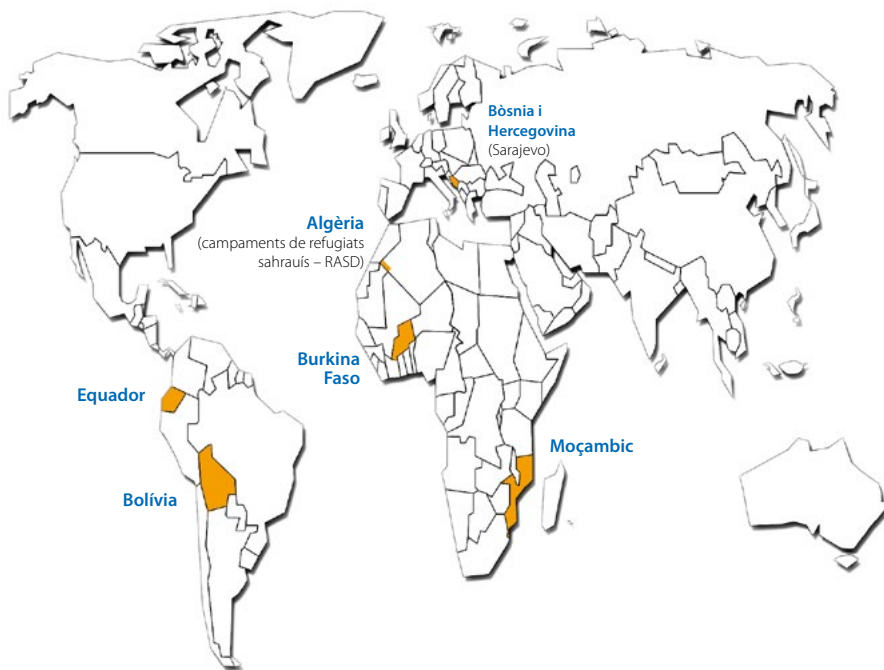 Bòsnia i
Hercegovina
(Sarajevo)
Algèria
(campaments de refugiats
sahrauís – RASD)
Burkina
Faso
Equador
Moçambic
Bolívia